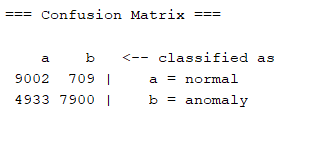 === Confusion Matrix ===
a b <-- classified as
9002 709 | a = normal
4933 7900 | b = anomaly